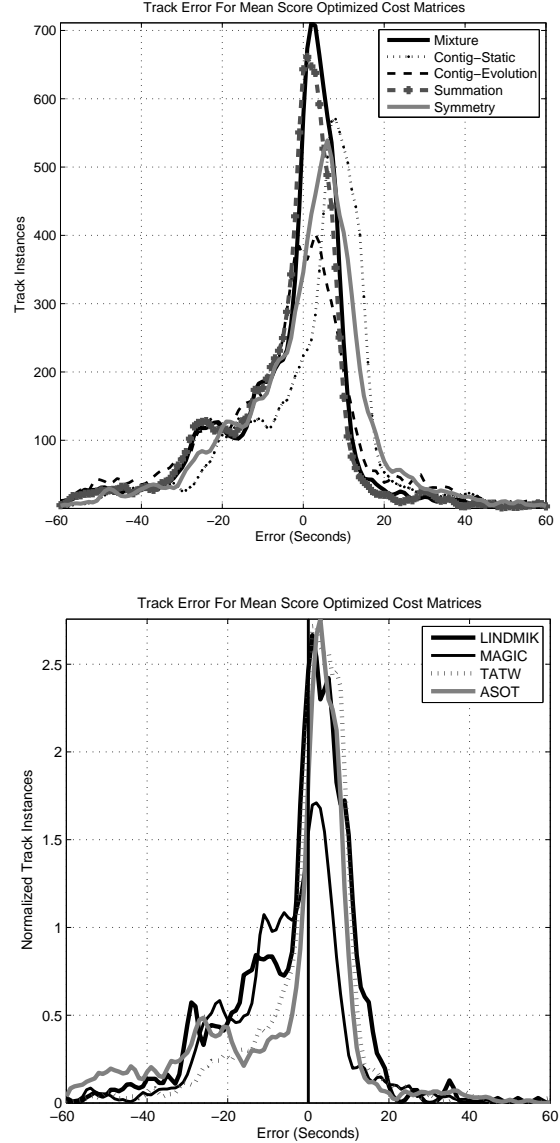 Track Error For Mean Score Optimized Cost Matrices
700
600
500
400
300
200
100
Track Instances
Mixture
Contig−Static
Contig−Evolution
Summation
Symmetry
−60 −40 −20 0 20 40 60
Error (Seconds)
Track Error For Mean Score Optimized Cost Matrices
2.5
2
1.5
1
0.5
0
Normalized Track Instances
LINDMIK
MAGIC
TATW
ASOT
−60 −40 −20 0 20 40 60
Error (Seconds)